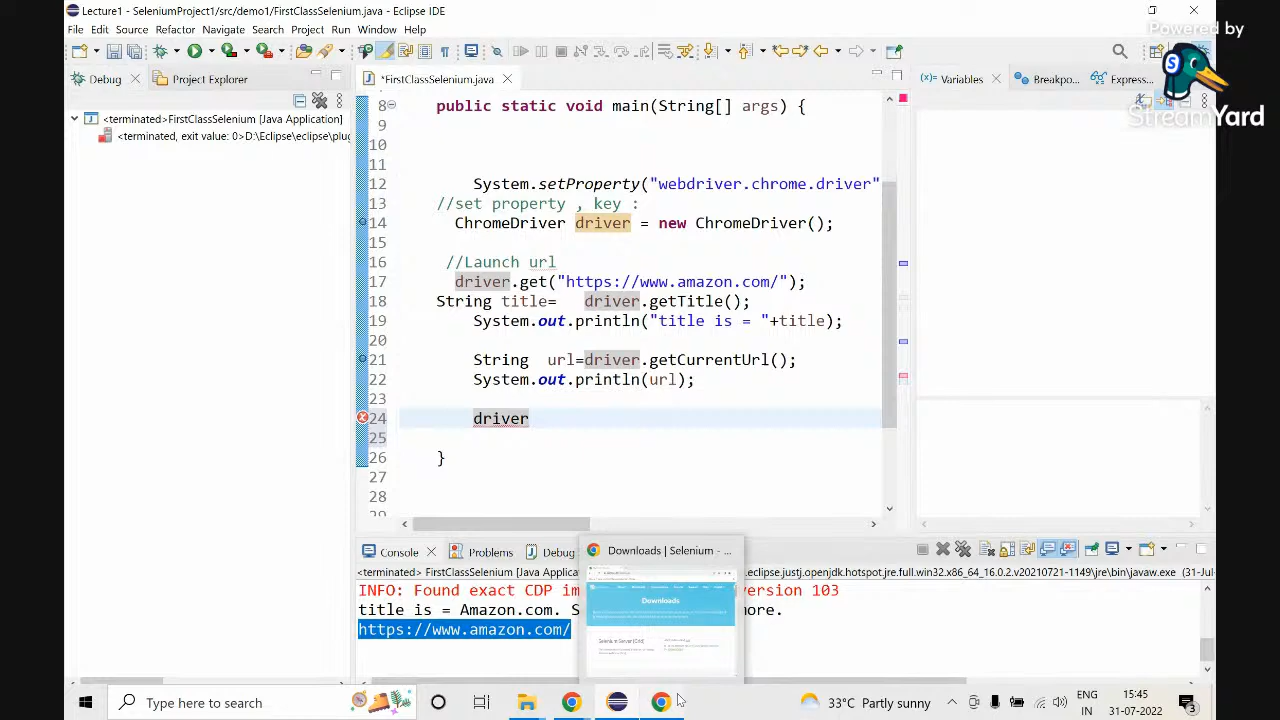 Lecture1 - SeleniumProject1/src/demo1/FirstClassSelenium.java - Eclipse IDE
File Edit Source Refactor Navigate Search Project Run Window Help
Powered by
StreamYard
Debug
Project Explorer
*FirstClassSelenium.java
(x)= Variables
Breakpo...
Express...
<terminated>FirstClassSelenium [Java Application]
<terminated, exit value: 0>D:\Eclipse\eclipse\plug
8 public static void main(String[] args) {
9
10
11
12 System.setProperty("webdriver.chrome.driver"
13 //set property , key :
14 ChromeDriver driver = new ChromeDriver();
15
16 //Launch url
17 driver.get("https://www.amazon.com/");
18 String title= driver.getTitle();
19 System.out.println("title is = "+title);
20
21 String url=driver.getCurrentUrl();
22 System.out.println(url);
23
24 driver
25
26 }
27
28
29
Console
Problems
Debug
Downloads | Selenium - ...
Downloads
<terminated> FirstClassSelenium [Java Applica
INFO: Found exact CDP im
version 103
title is = Amazon.com. S
more.
https://www.amazon.com/
Type here to search
33°C Partly sunny
ENG
IN
15:45
31-07-2022
3